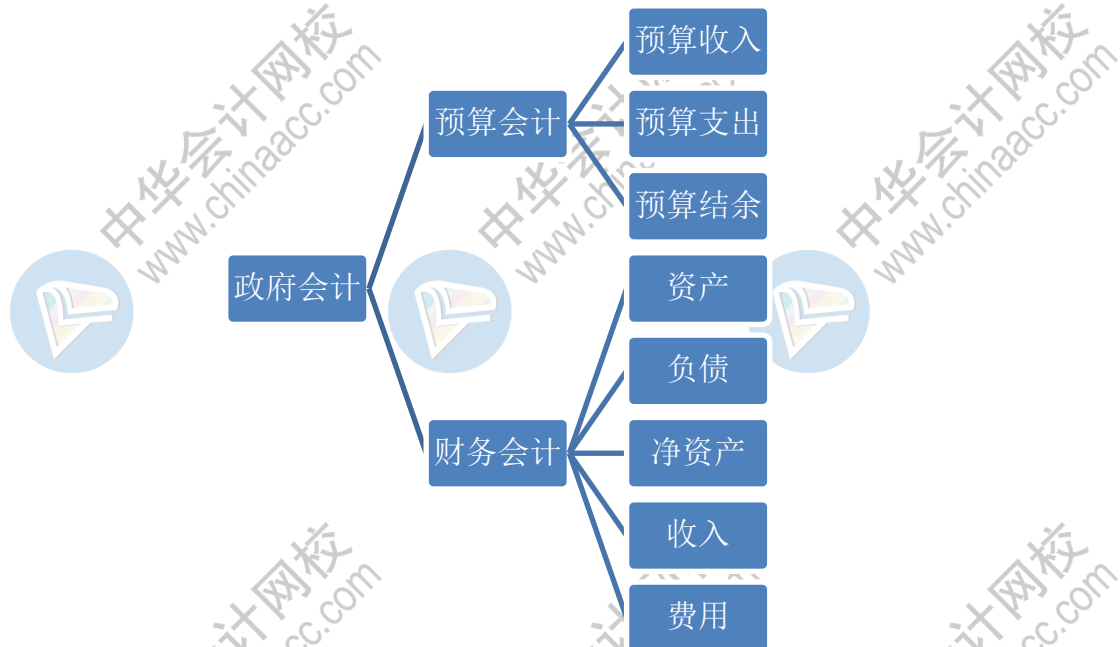 中华会计网校
www.chinaacc.com
预算收入
预算会计
预算支出
预算结余
政府会计
资产
负债
财务会计
净资产
收入
费用